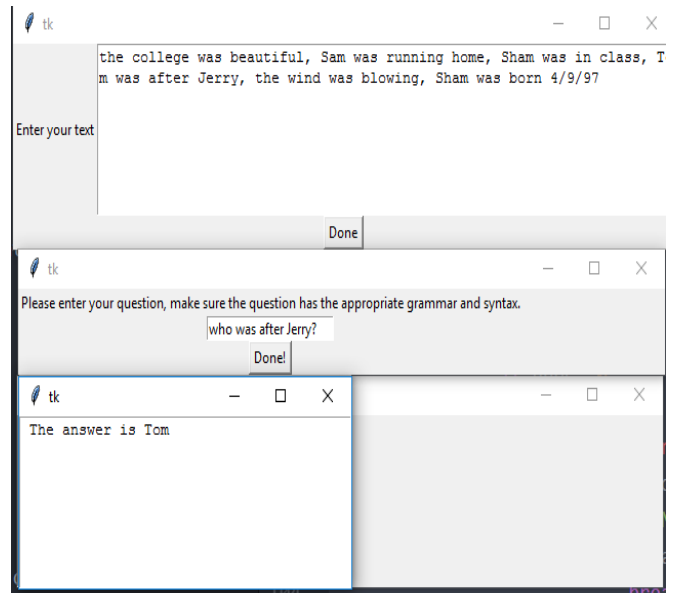 tk
the college was beautiful, Sam was running home, Sham was in class, To
m was after Jerry, the wind was blowing, Sham was born 4/9/97
Enter your text
Done
tk
Please enter your question, make sure the question has the appropriate grammar and syntax.
who was after Jerry?
Done!
tk
The answer is Tom